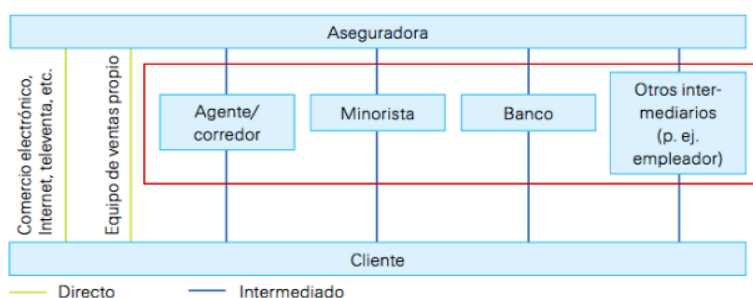 Aseguradora
Comercio electrónico,
Internet, televenta, etc.
Equipo de ventas propio
Agente/
corredor
Minorista
Banco
Otros inter-
mediarios
(p. ej.
empleador)
Cliente
Directo
Intermediado